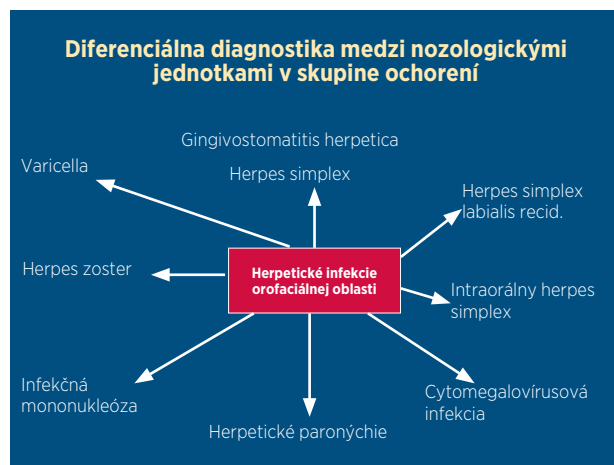 Diferenciálna diagnostika medzi nozologickými
jednotkami v skupine ochorení
Gingivostomatitis herpetica
Herpes simplex
Varicella
Herpes simplex
labialis recid.
Herpes zoster
Herpetické infekcie
orofaciálnej oblasti
Intraorálny herpes
simplex
Infekčná
mononukleóza
Herpetické paronýchie
Cytomegalovírusová
infekcia